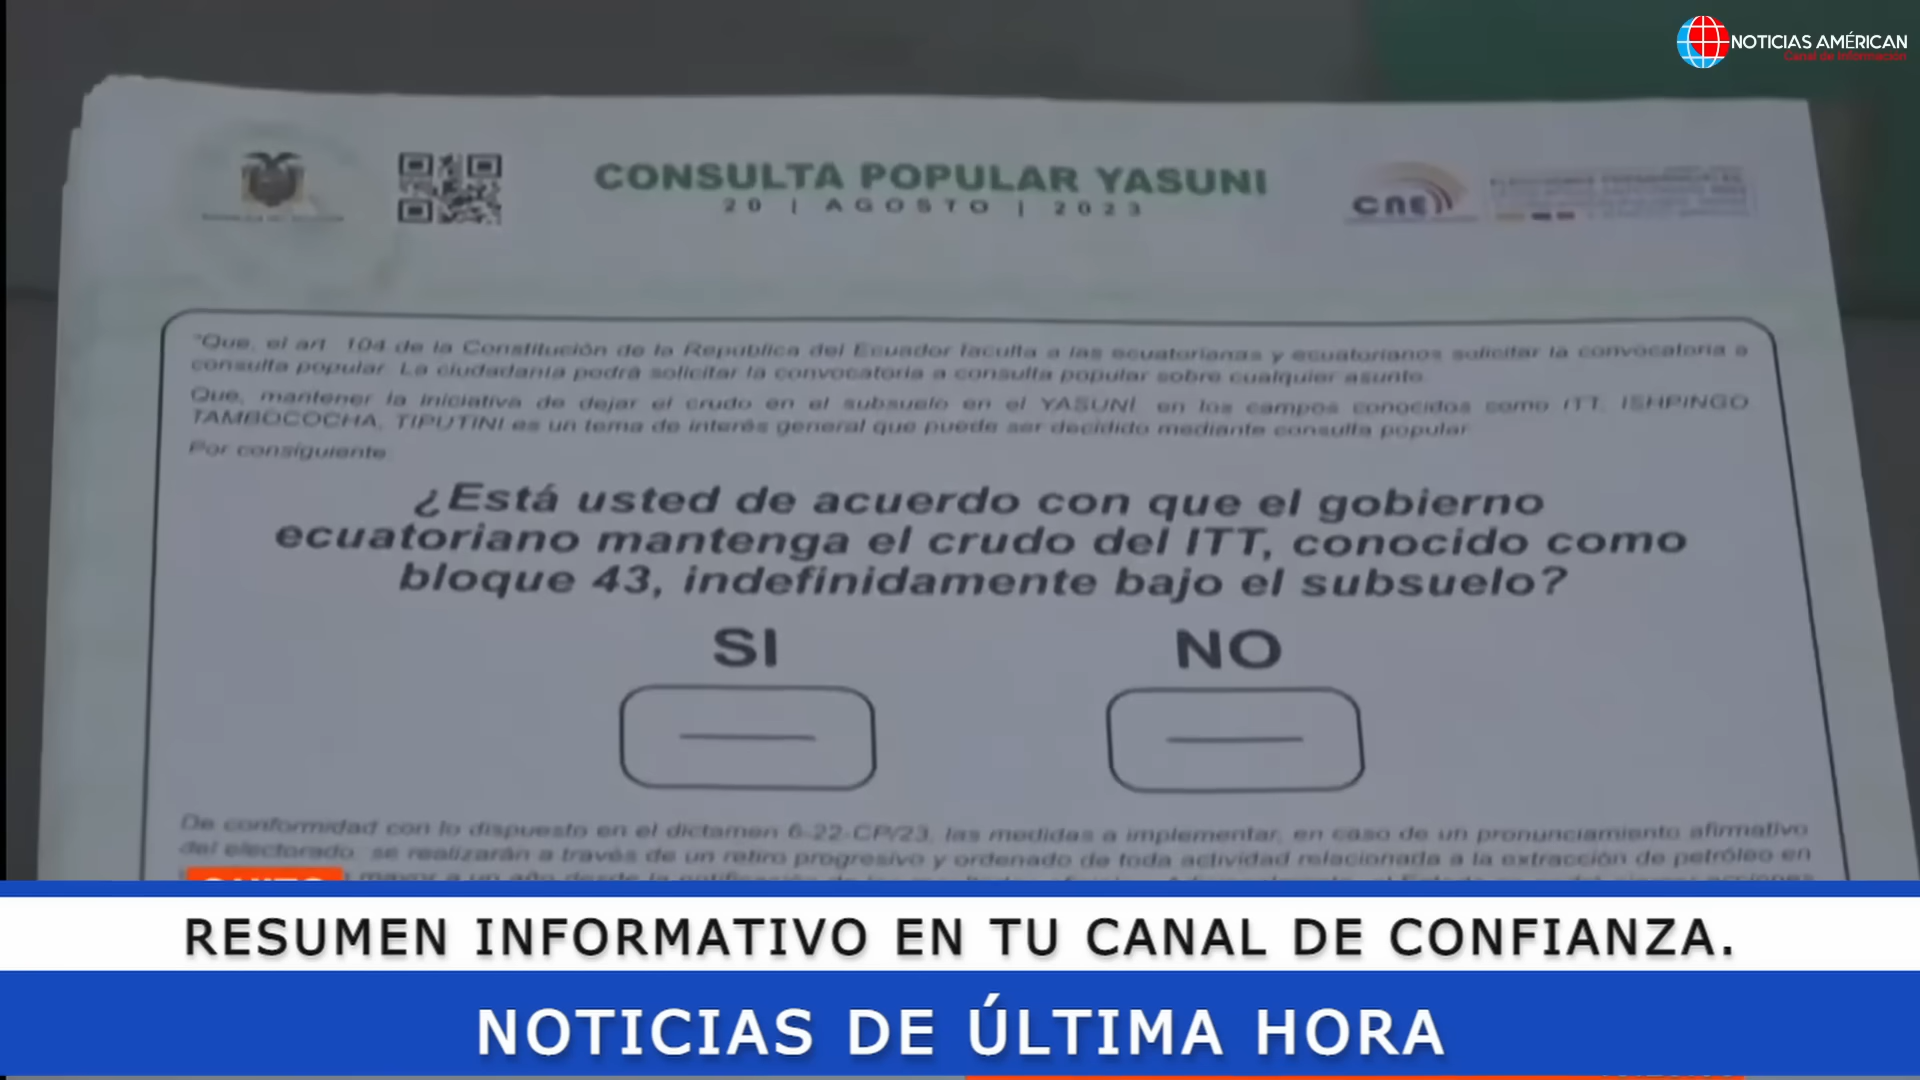 NOTICIAS AMÉRICAN
Canal de Información
CONSULTA POPULAR YASUNI
20 | AGOSTO | 2023
cne
"Que, el art. 104 de la Constitución de la República del Ecuador faculta a las ecuatorianas y ecuatorianos solicitar la convocatoria a
consulta popular. La ciudadanía podrá solicitar la convocatoria a consulta popular sobre cualquier asunto.
Que, mantener la iniciativa de dejar el crudo en el subsuelo en el YASUNÍ, en los campos conocidos como ITT, ISHPINGO,
TAMBOCOCHA, TIPUTINI es un tema de interés general que puede ser decidido mediante consulta popular.
Por consiguiente
¿Está usted de acuerdo con que el gobierno
ecuatoriano mantenga el crudo del ITT, conocido como
bloque 43, indefinidamente bajo el subsuelo?
SI NO
De conformidad con lo dispuesto en el dictamen 6-22-CP/23, las medidas a implementar, en caso de un pronunciamiento afirmativo
del electorado, se realizarán a través de un retiro progresivo y ordenado de toda actividad relacionada a la extracción de petróleo en
RESUMEN INFORMATIVO EN TU CANAL DE CONFIANZA.
NOTICIAS DE ÚLTIMA HORA